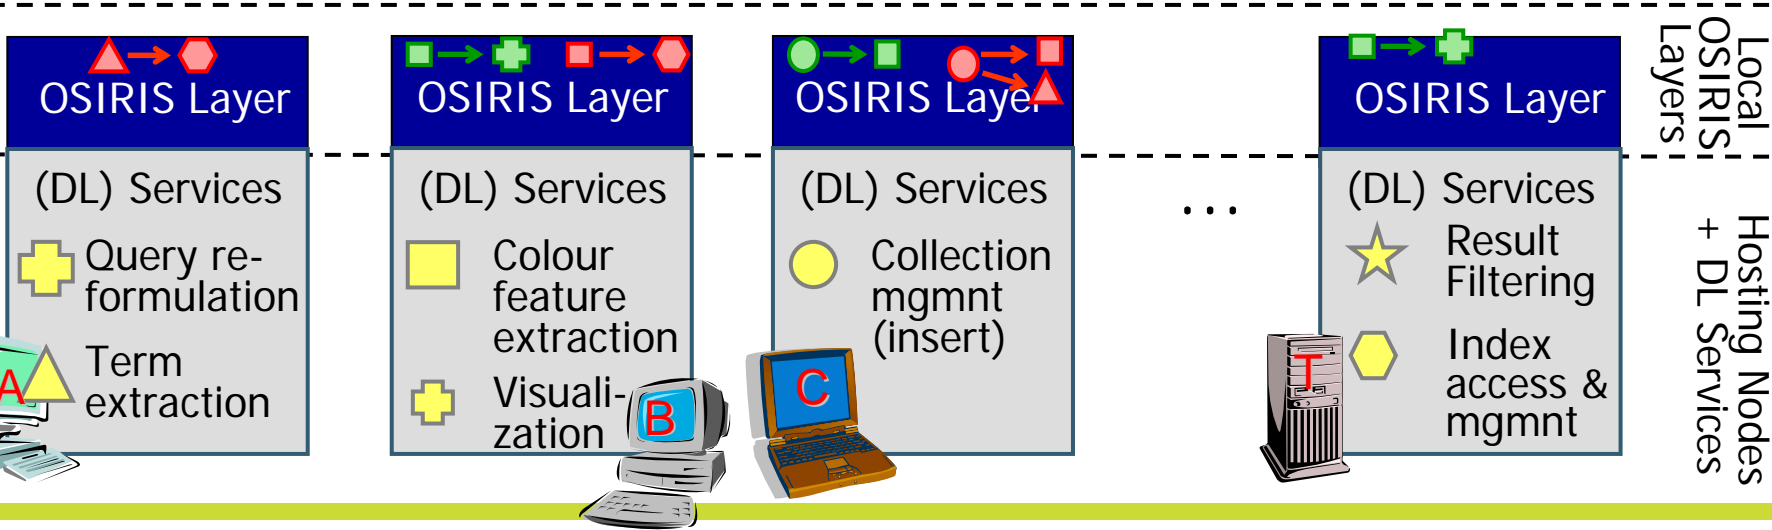 OSIRIS Layer
(DL) Services
Query re-
formulation
Term
extraction
A
OSIRIS Layer
(DL) Services
Colour
feature
extraction
Visuali-
zation
B
OSIRIS Layer
(DL) Services
Collection
mgmnt
(insert)
C
...
OSIRIS Layer
(DL) Services
Result
Filtering
Index
access &
mgmnt
T
Local
OSIRIS
Layers
Hosting Nodes
+ DL Services